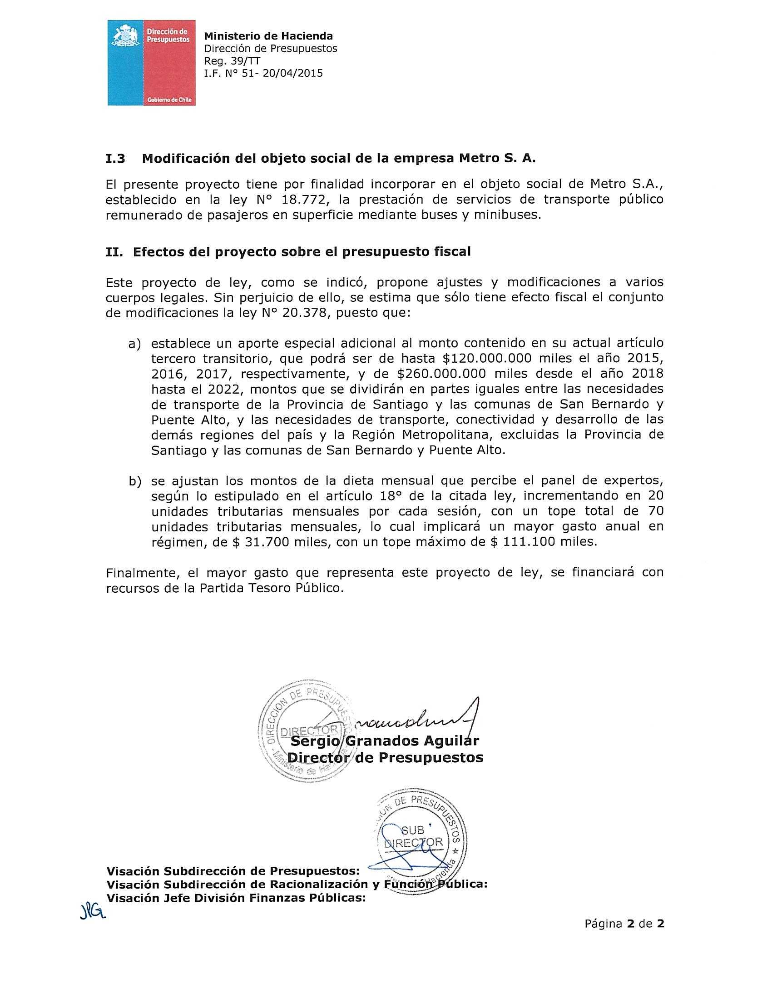 Dirección de
Presupuestos
Gobierno de Chile
Ministerio de Hacienda
Dirección de Presupuestos
Reg. 39/TT
I.F. N° 51- 20/04/2015
I.3 Modificación del objeto social de la empresa Metro S. A.
El presente proyecto tiene por finalidad incorporar en el objeto social de Metro S.A.,
establecido en la ley N° 18.772, la prestación de servicios de transporte público
remunerado de pasajeros en superficie mediante buses y minibuses.
II. Efectos del proyecto sobre el presupuesto fiscal
Este proyecto de ley, como se indicó, propone ajustes y modificaciones a varios
cuerpos legales. Sin perjuicio de ello, se estima que sólo tiene efecto fiscal el conjunto
de modificaciones la ley N° 20.378, puesto que:
a) establece un aporte especial adicional al monto contenido en su actual artículo
tercero transitorio, que podrá ser de hasta $120.000.000 miles el año 2015,
2016, 2017, respectivamente, y de $260.000.000 miles desde el año 2018
hasta el 2022, montos que se dividirán en partes iguales entre las necesidades
de transporte de la Provincia de Santiago y las comunas de San Bernardo y
Puente Alto, y las necesidades de transporte, conectividad y desarrollo de las
demás regiones del país y la Región Metropolitana, excluidas la Provincia de
Santiago y las comunas de San Bernardo y Puente Alto.
b) se ajustan los montos de la dieta mensual que percibe el panel de expertos,
según lo estipulado en el artículo 18° de la citada ley, incrementando en 20
unidades tributarias mensuales por cada sesión, con un tope total de 70
unidades tributarias mensuales, lo cual implicará un mayor gasto anual en
régimen, de $ 31.700 miles, con un tope máximo de $ 111.100 miles.
Finalmente, el mayor gasto que representa este proyecto de ley, se financiará con
recursos de la Partida Tesoro Público.
DIRECCION DE PRESUPUESTOS
DIRECTOR
Ministerio de Hacienda
Sergio Granados Aguilar
Director de Presupuestos
DE PRESUPUESTOS
SUB
DIRECTOR
de Hacienda
Visación Subdirección de Presupuestos:
Visación Subdirección de Racionalización y Función Pública:
Visación Jefe División Finanzas Públicas:
JPG.
Página 2 de 2